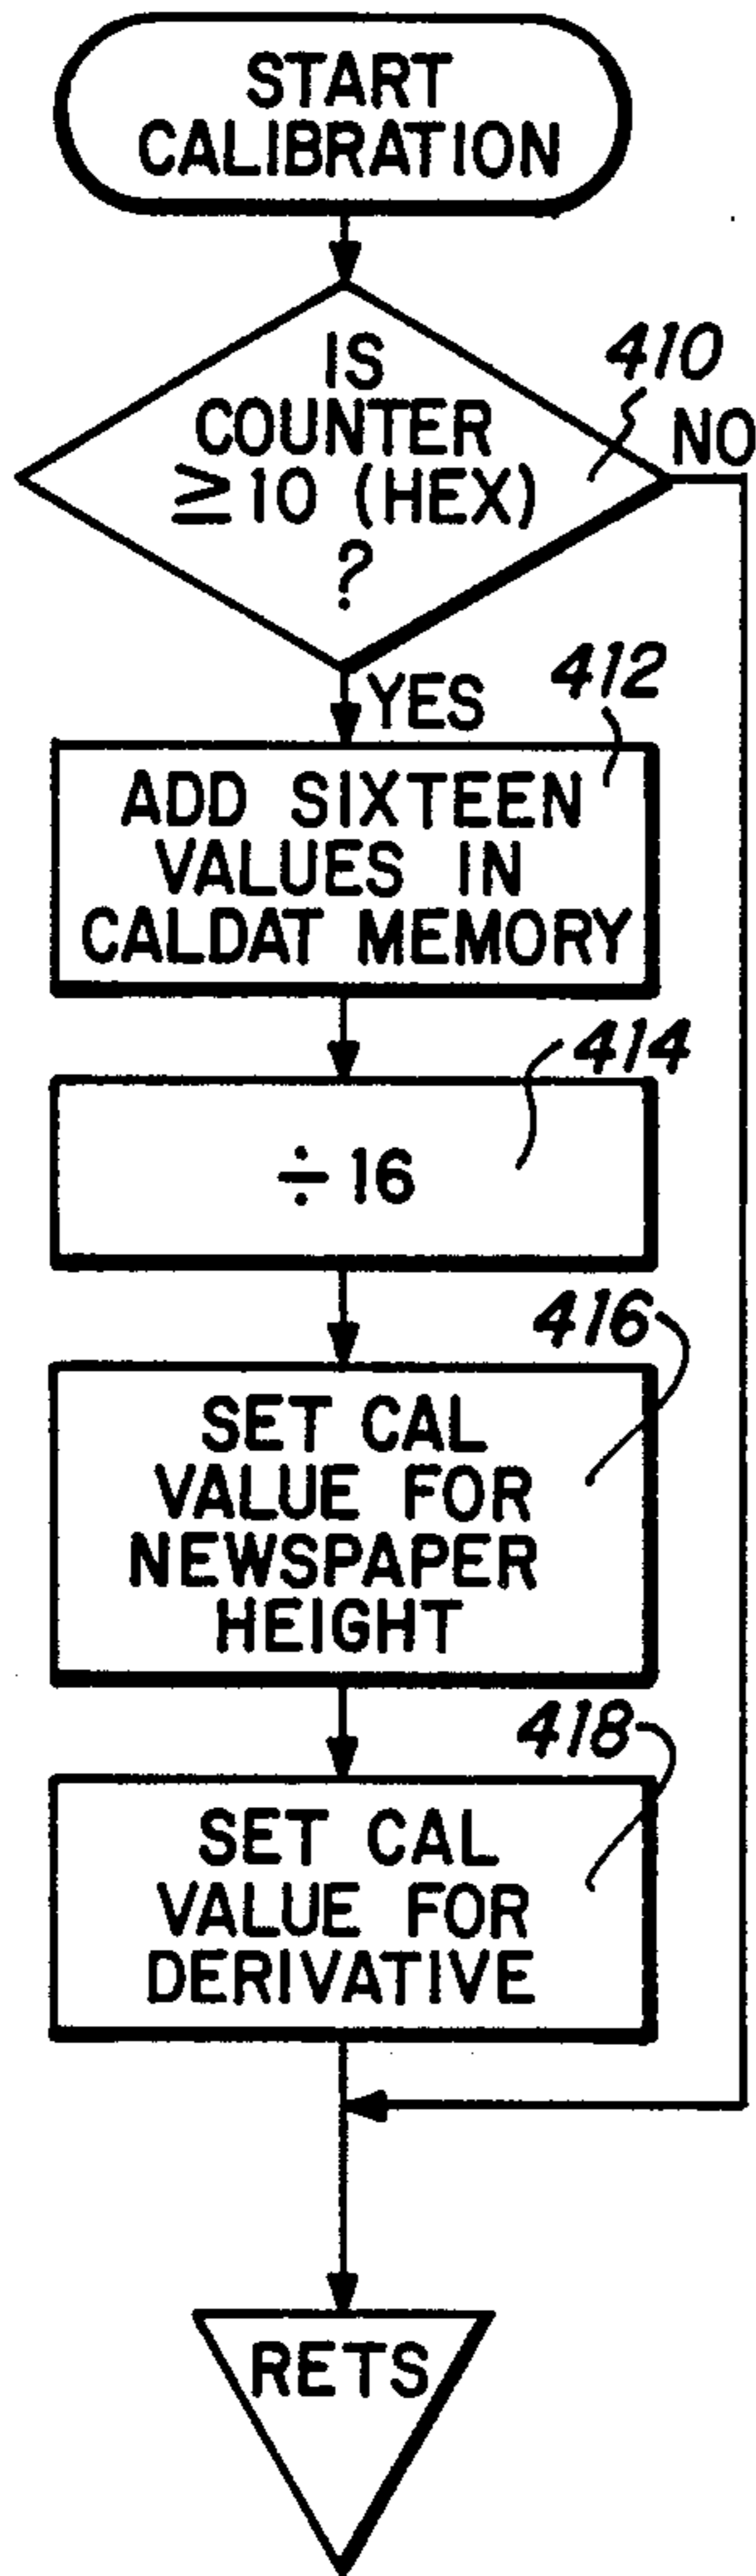 START
CALIBRATION
IS
COUNTER
≥10 (HEX)
?
410
NO
YES
412
ADD SIXTEEN
VALUES IN
CALDAT MEMORY
414
÷16
416
SET CAL
VALUE FOR
NEWSPAPER
HEIGHT
418
SET CAL
VALUE FOR
DERIVATIVE
RETS